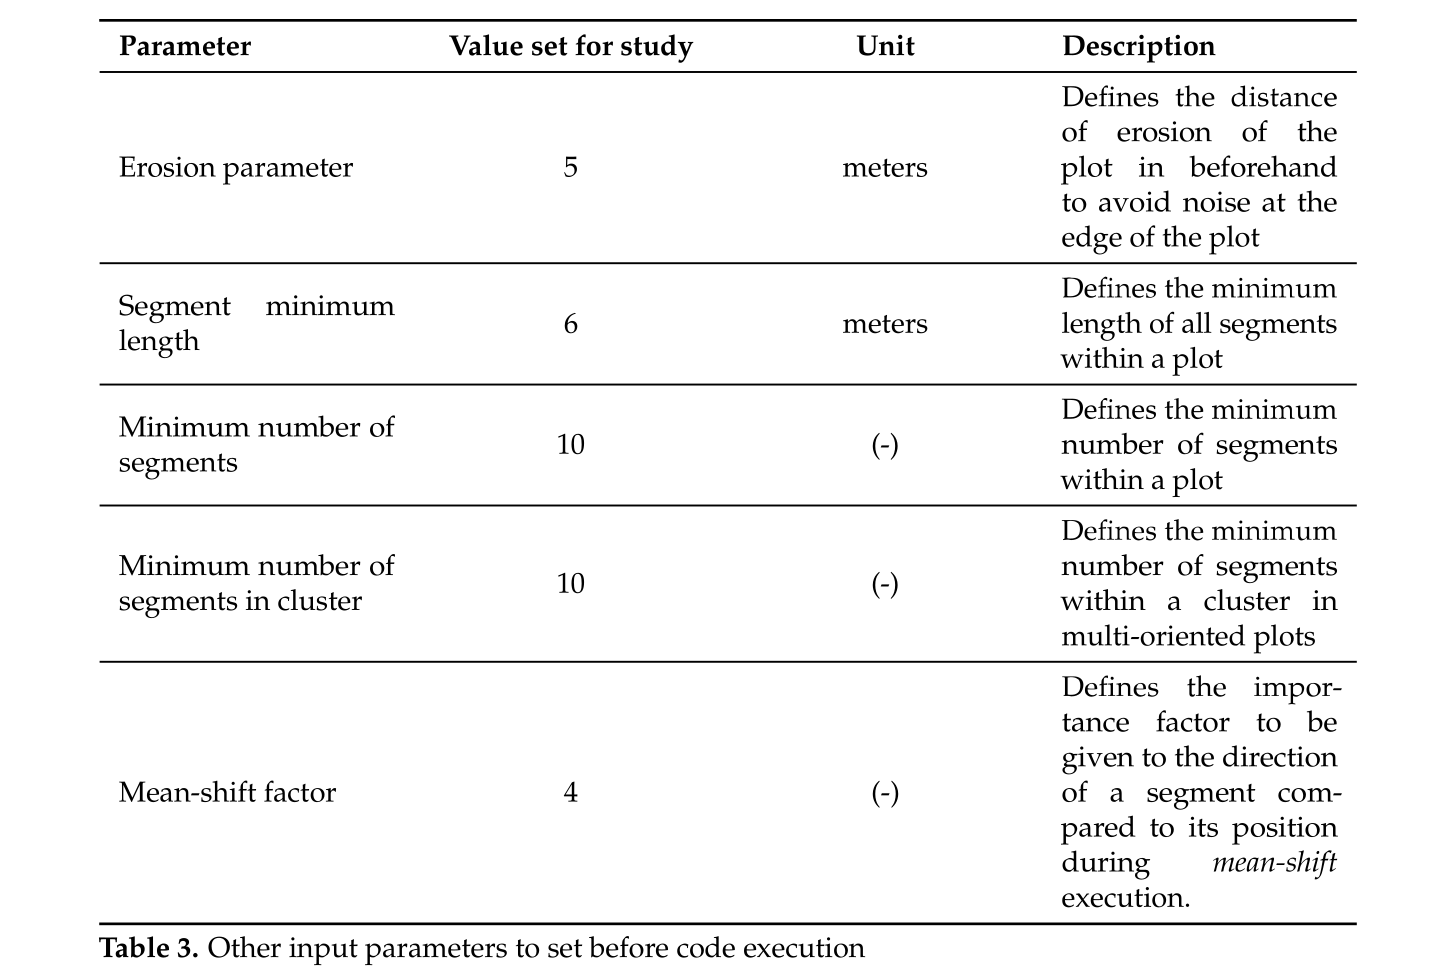 Parameter Value set for study Unit Description
Erosion parameter 5 meters
Defines the distance
of erosion of the
plot in beforehand
to avoid noise at the
edge of the plot
Segment minimum
length
6 meters
Defines the minimum
length of all segments
within a plot
Minimum number of
segments
10 (-)
Defines the minimum
number of segments
within a plot
Minimum number of
segments in cluster
10 (-)
Defines the minimum
number of segments
within a cluster in
multi-oriented plots
Mean-shift factor 4 (-)
Defines the impor-
tance factor to be
given to the direction
of a segment com-
pared to its position
during mean-shift
execution.
Table 3. Other input parameters to set before code execution